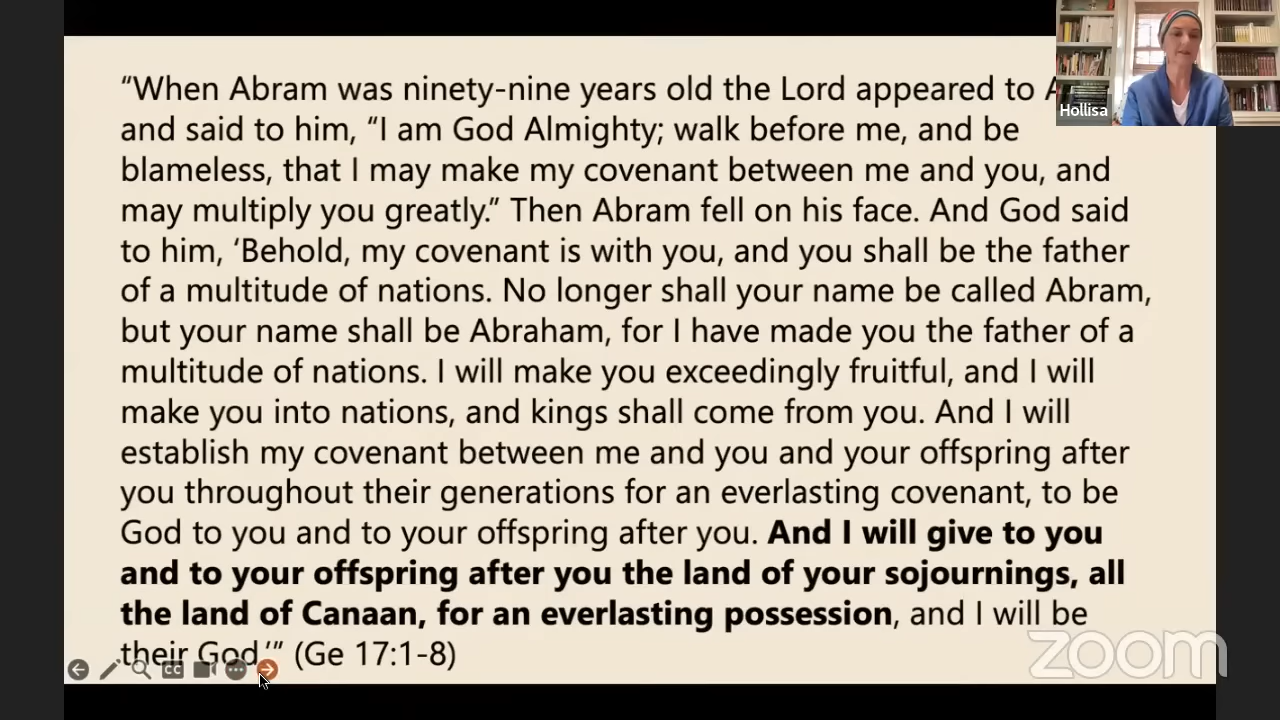 “When Abram was ninety-nine years old the Lord appeared to
and said to him, “I am God Almighty; walk before me, and be
blameless, that I may make my covenant between me and you, and
may multiply you greatly.” Then Abram fell on his face. And God said
to him, ‘Behold, my covenant is with you, and you shall be the father
of a multitude of nations. No longer shall your name be called Abram,
but your name shall be Abraham, for I have made you the father of a
multitude of nations. I will make you exceedingly fruitful, and I will
make you into nations, and kings shall come from you. And I will
establish my covenant between me and you and your offspring after
you throughout their generations for an everlasting covenant, to be
God to you and to your offspring after you. And I will give to you
and to your offspring after you the land of your sojournings, all
the land of Canaan, for an everlasting possession, and I will be
their God.’” (Ge 17:1-8)
Hollisa
CC
zoom